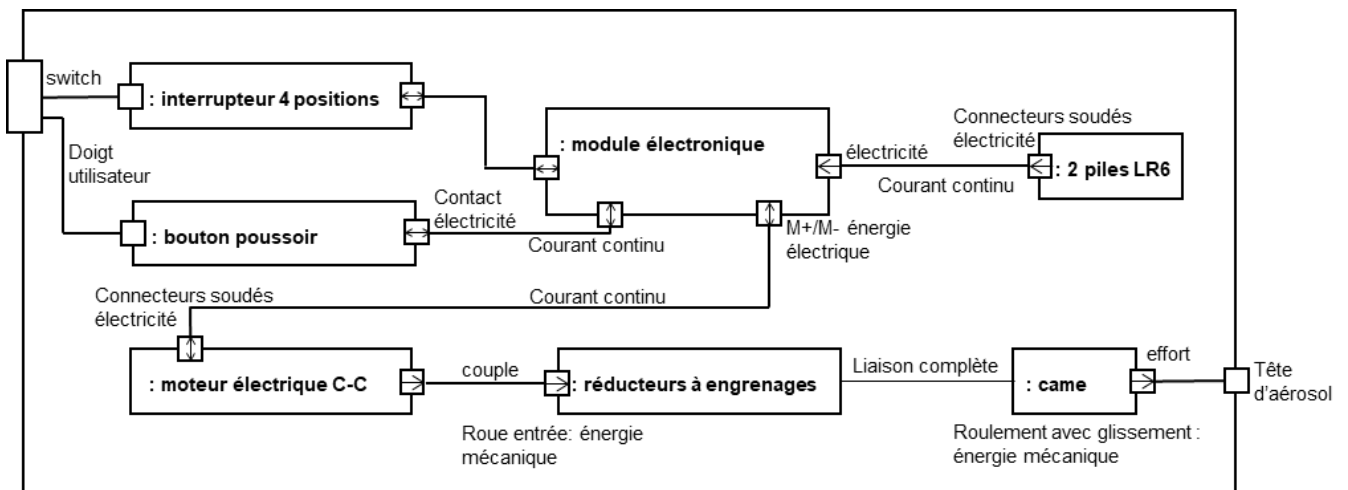 switch
: interrupteur 4 positions
Doigt
utilisateur
: bouton poussoir
Contact
électricité
Courant continu
: module électronique
électricité
Courant continu
Connecteurs soudés
électricité
: 2 piles LR6
M+/M- énergie
électrique
Connecteurs soudés
électricité
Courant continu
: moteur électrique C-C
couple
: réducteurs à engrenages
Roue entrée: énergie
mécanique
Liaison complète
: came
effort
Roulement avec glissement :
énergie mécanique
Tête
d'aérosol